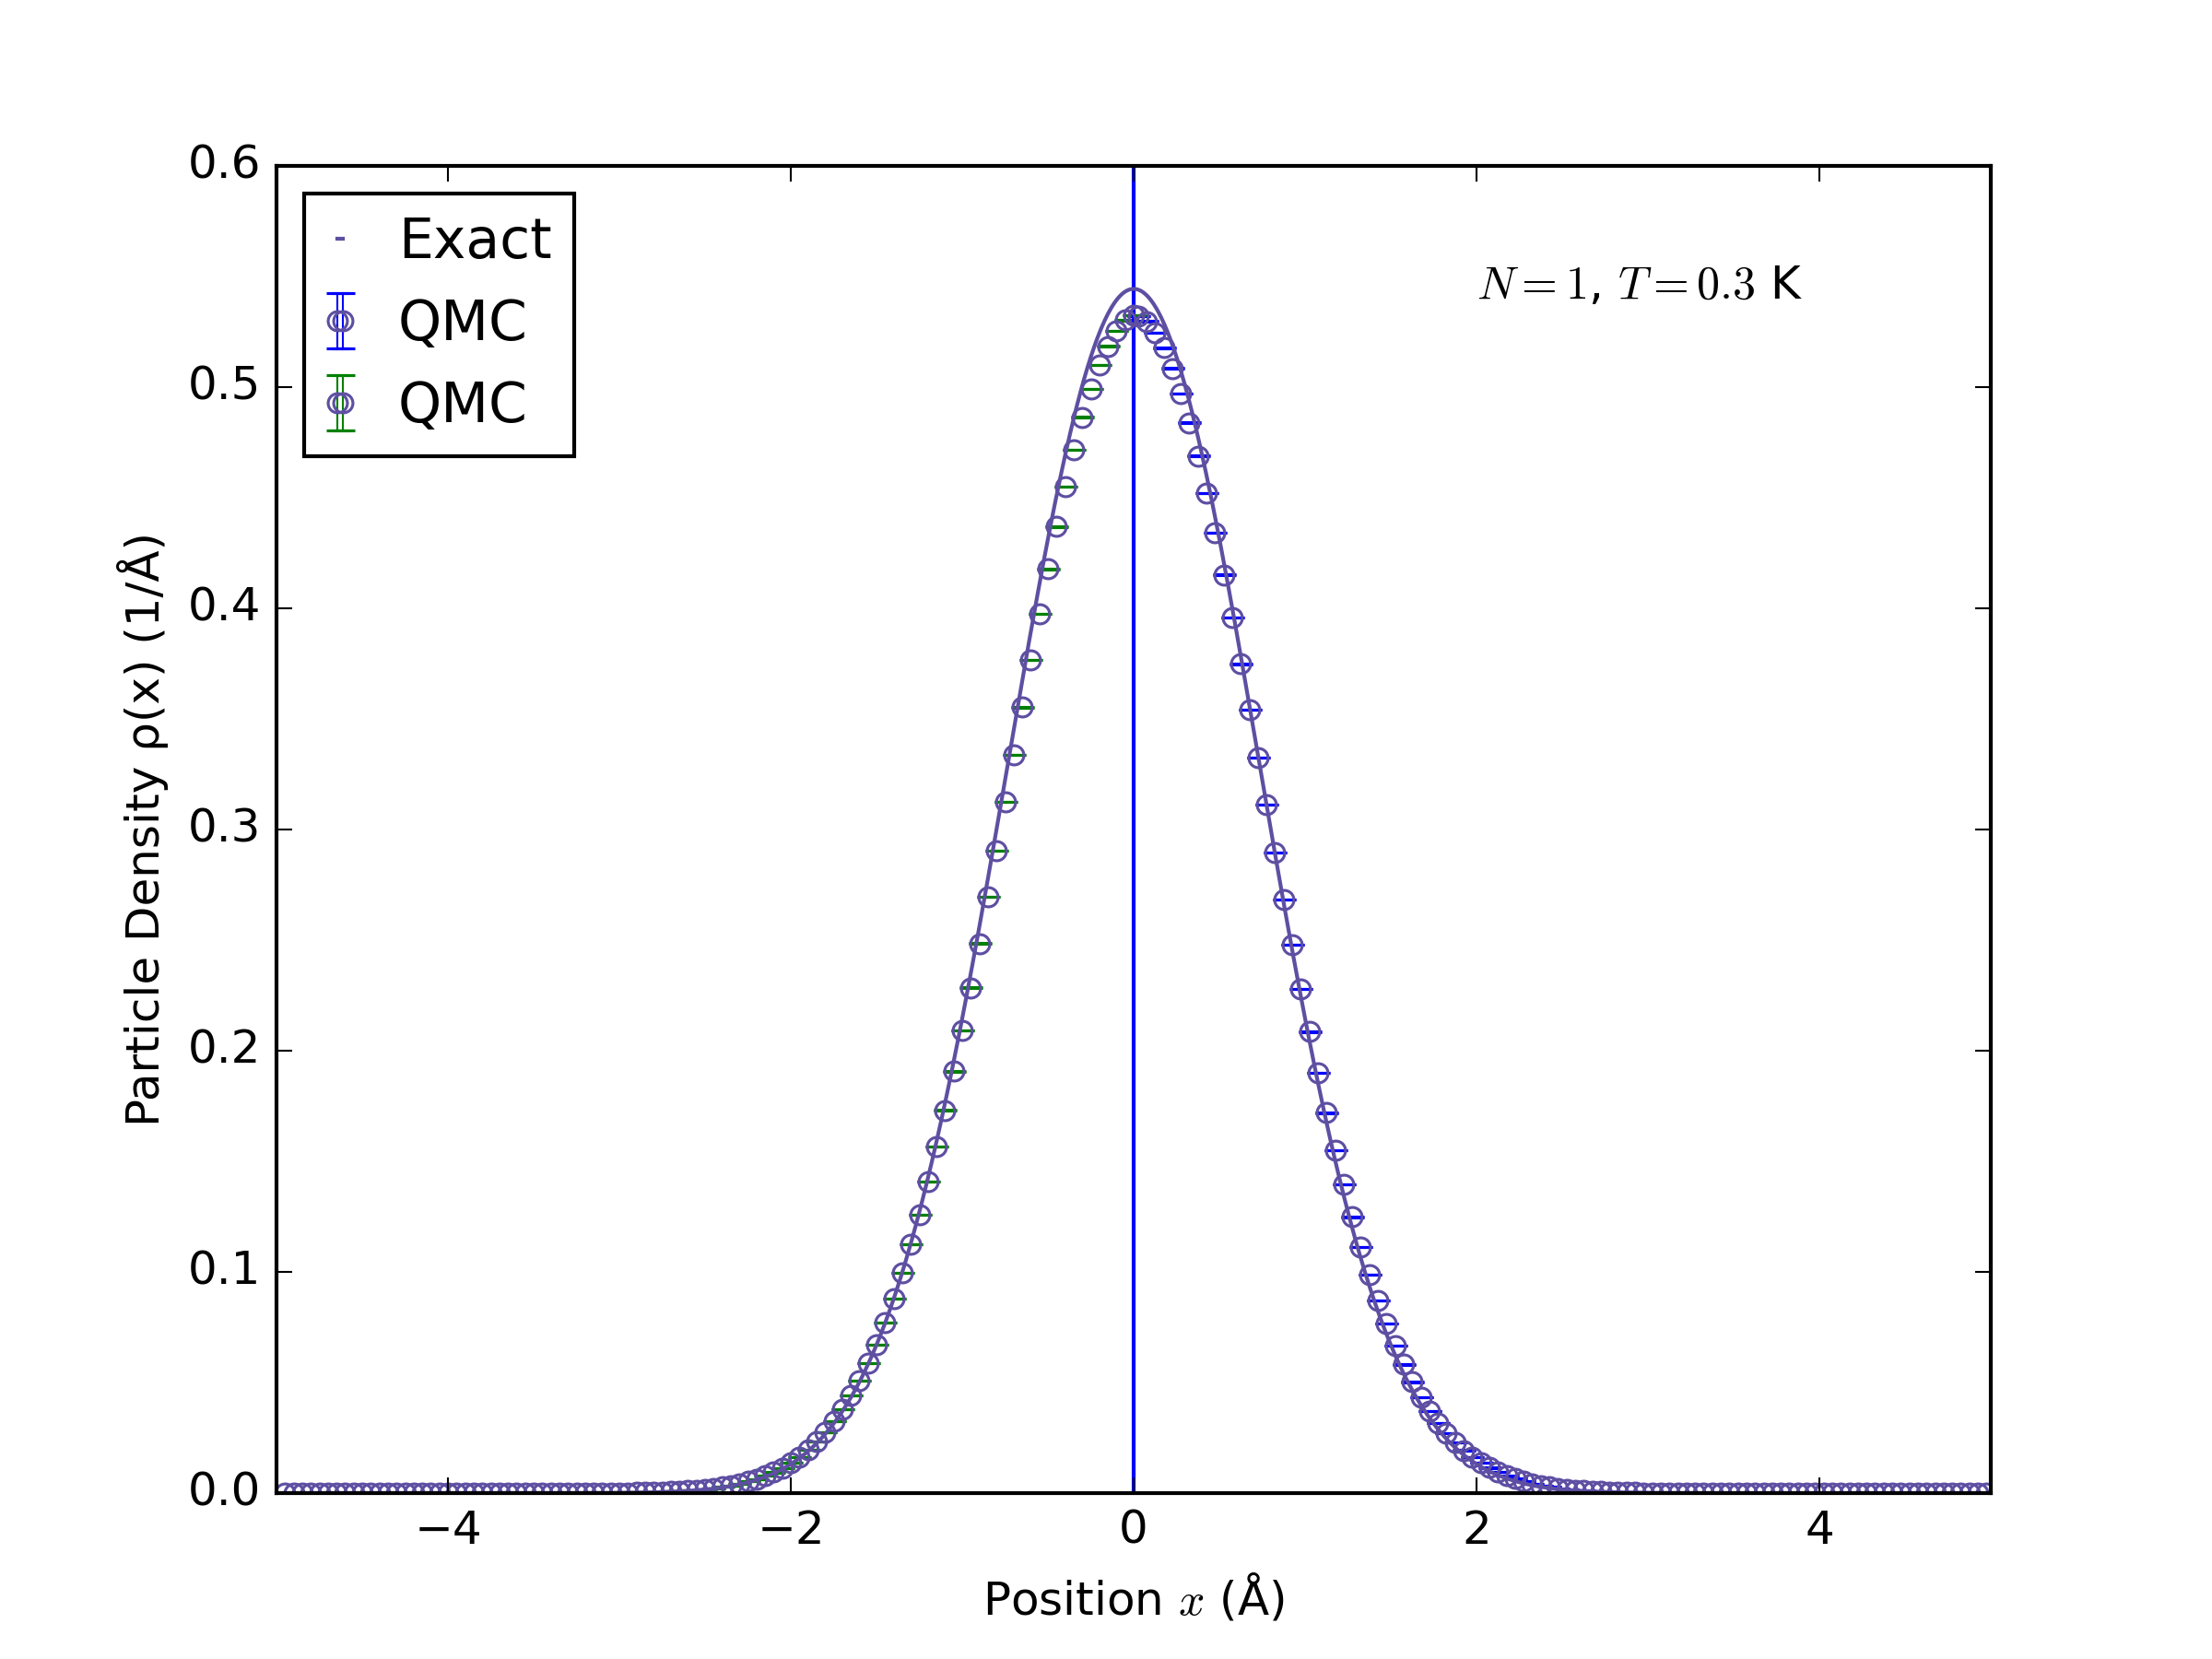 Exact
QMC
QMC
N = 1, T = 0.3 K
0.6
0.5
0.4
0.3
0.2
0.1
0.0
−4 −2 0 2 4
Position x (Å)
Particle Density ρ(x) (1/Å)